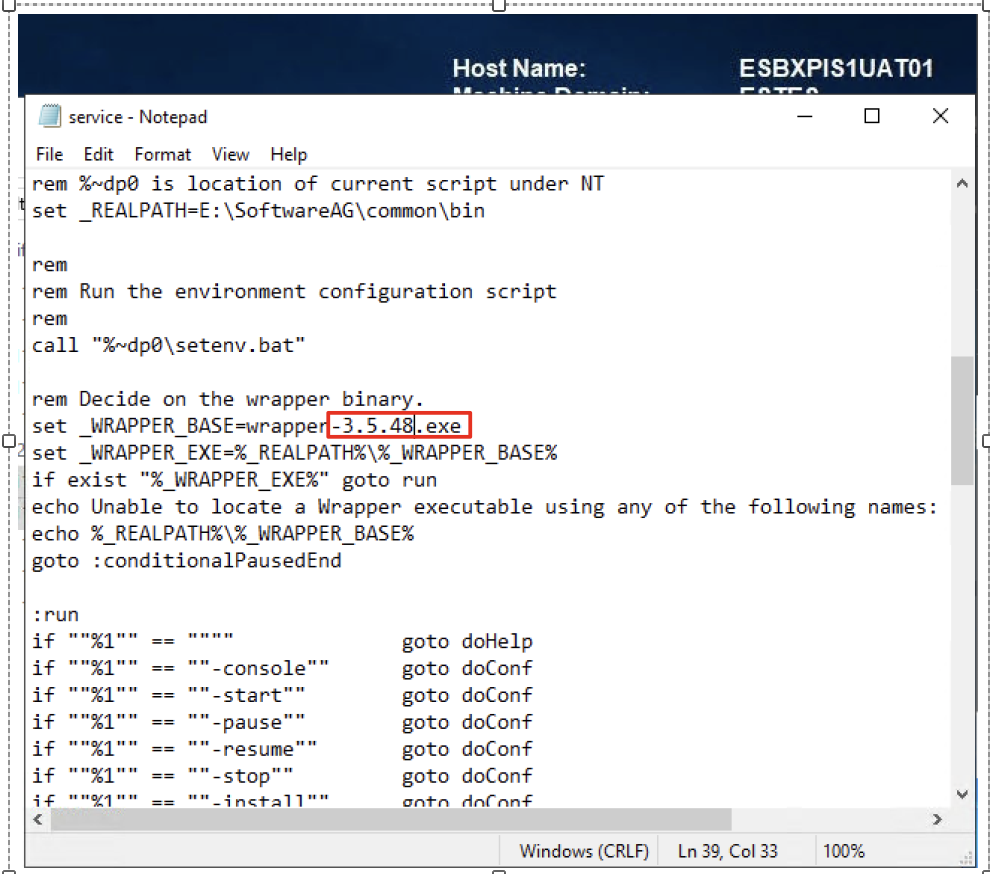 Host Name: ESBXPIS1UAT01
service - Notepad
File Edit Format View Help
rem %~dp0 is location of current script under NT
set _REALPATH=E:\SoftwareAG\common\bin
rem
rem Run the environment configuration script
rem
call "%~dp0\setenv.bat"
rem Decide on the wrapper binary.
set _WRAPPER_BASE=wrapper-3.5.48.exe
set _WRAPPER_EXE=%_REALPATH%\%_WRAPPER_BASE%
if exist "%_WRAPPER_EXE%" goto run
echo Unable to locate a Wrapper executable using any of the following names:
echo %_REALPATH%\%_WRAPPER_BASE%
goto :conditionalPausedEnd
:run
if ""%1"" == """" goto doHelp
if ""%1"" == ""-console"" goto doConf
if ""%1"" == ""-start"" goto doConf
if ""%1"" == ""-pause"" goto doConf
if ""%1"" == ""-resume"" goto doConf
if ""%1"" == ""-stop"" goto doConf
if ""%1"" == ""-install"" goto doConf
Windows (CRLF) Ln 39, Col 33 100%